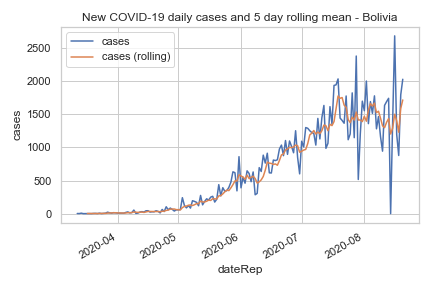 New COVID-19 daily cases and 5 day rolling mean - Bolivia
cases
cases (rolling)
2500
2000
1500
1000
500
0
cases
2020-04
2020-05
2020-06
2020-07
2020-08
dateRep